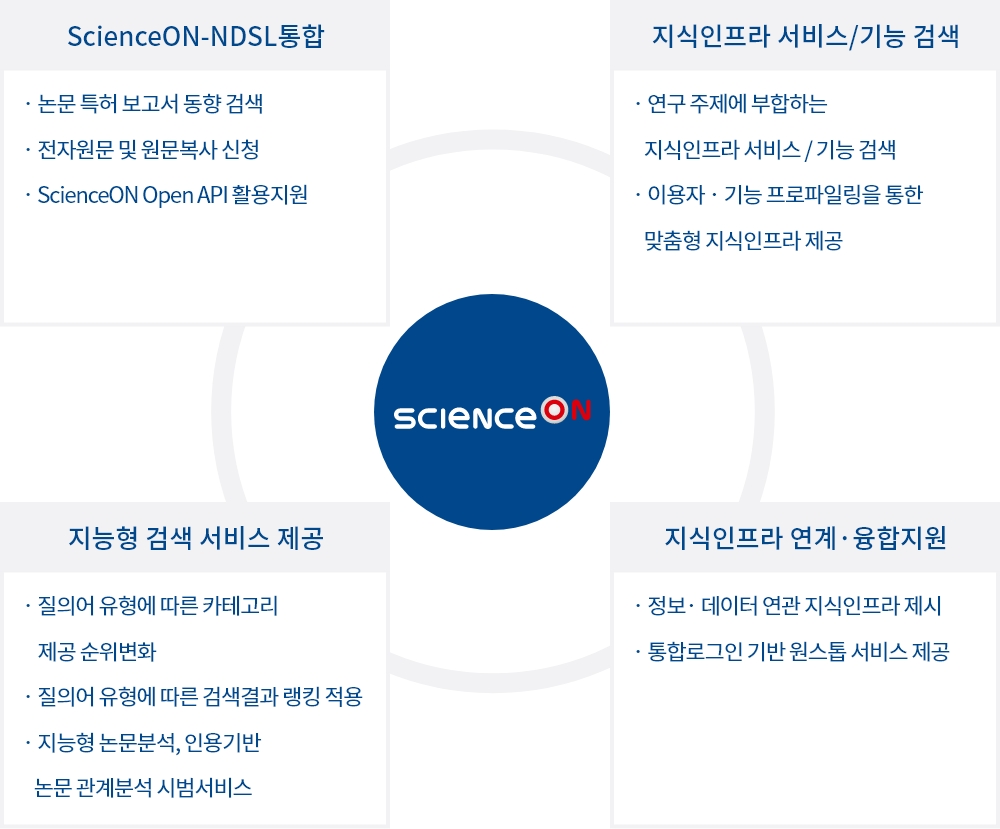 ScienceON-NDSL통합
· 논문 특허 보고서 동향 검색
· 전자원문 및 원문복사 신청
· ScienceON Open API 활용지원
지식인프라 서비스/기능 검색
· 연구 주제에 부합하는
지식인프라 서비스 / 기능 검색
· 이용자 · 기능 프로파일링을 통한
맞춤형 지식인프라 제공
SCIENCE ON
지능형 검색 서비스 제공
· 질의어 유형에 따른 카테고리
제공 순위변화
· 질의어 유형에 따른 검색결과 랭킹 적용
· 지능형 논문분석, 인용기반
논문 관계분석 시범서비스
지식인프라 연계·융합지원
· 정보· 데이터 연관 지식인프라 제시
· 통합로그인 기반 원스톱 서비스 제공